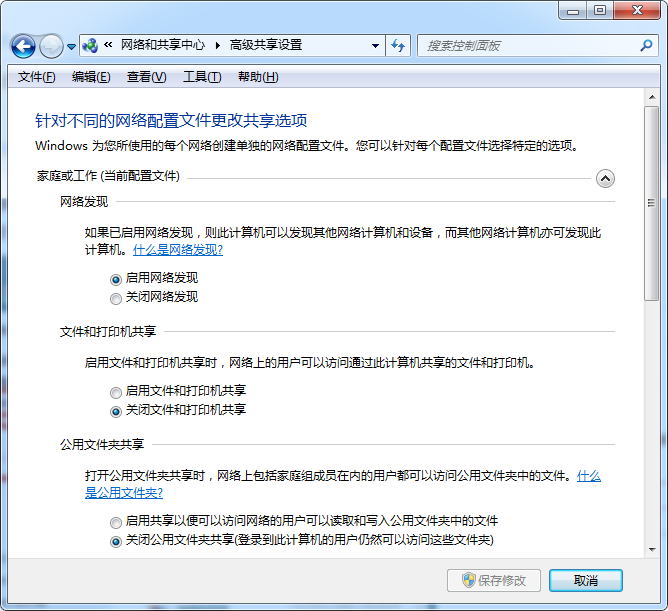 « 网络和共享中心 ▸ 高级共享设置
搜索控制面板
文件(F) 编辑(E) 查看(V) 工具(T) 帮助(H)
针对不同的网络配置文件更改共享选项
Windows 为您所使用的每个网络创建单独的网络配置文件。您可以针对每个配置文件选择特定的选项。
家庭或工作 (当前配置文件)
网络发现
如果已启用网络发现，则此计算机可以发现其他网络计算机和设备，而其他网络计算机亦可发现此
计算机。什么是网络发现?
启用网络发现
关闭网络发现
文件和打印机共享
启用文件和打印机共享时，网络上的用户可以访问通过此计算机共享的文件和打印机。
启用文件和打印机共享
关闭文件和打印机共享
公用文件夹共享
打开公用文件夹共享时，网络上包括家庭组成员在内的用户都可以访问公用文件夹中的文件。什么
是公用文件夹?
启用共享以便可以访问网络的用户可以读取和写入公用文件夹中的文件
关闭公用文件夹共享(登录到此计算机的用户仍然可以访问这些文件夹)
保存修改 取消